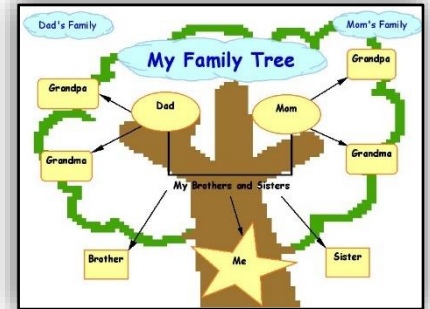 Dad's Family
Mom's Family
My Family Tree
Grandpa
Grandpa
Dad
Mom
Grandma
Grandma
My Brothers and Sisters
Brother
Me
Sister